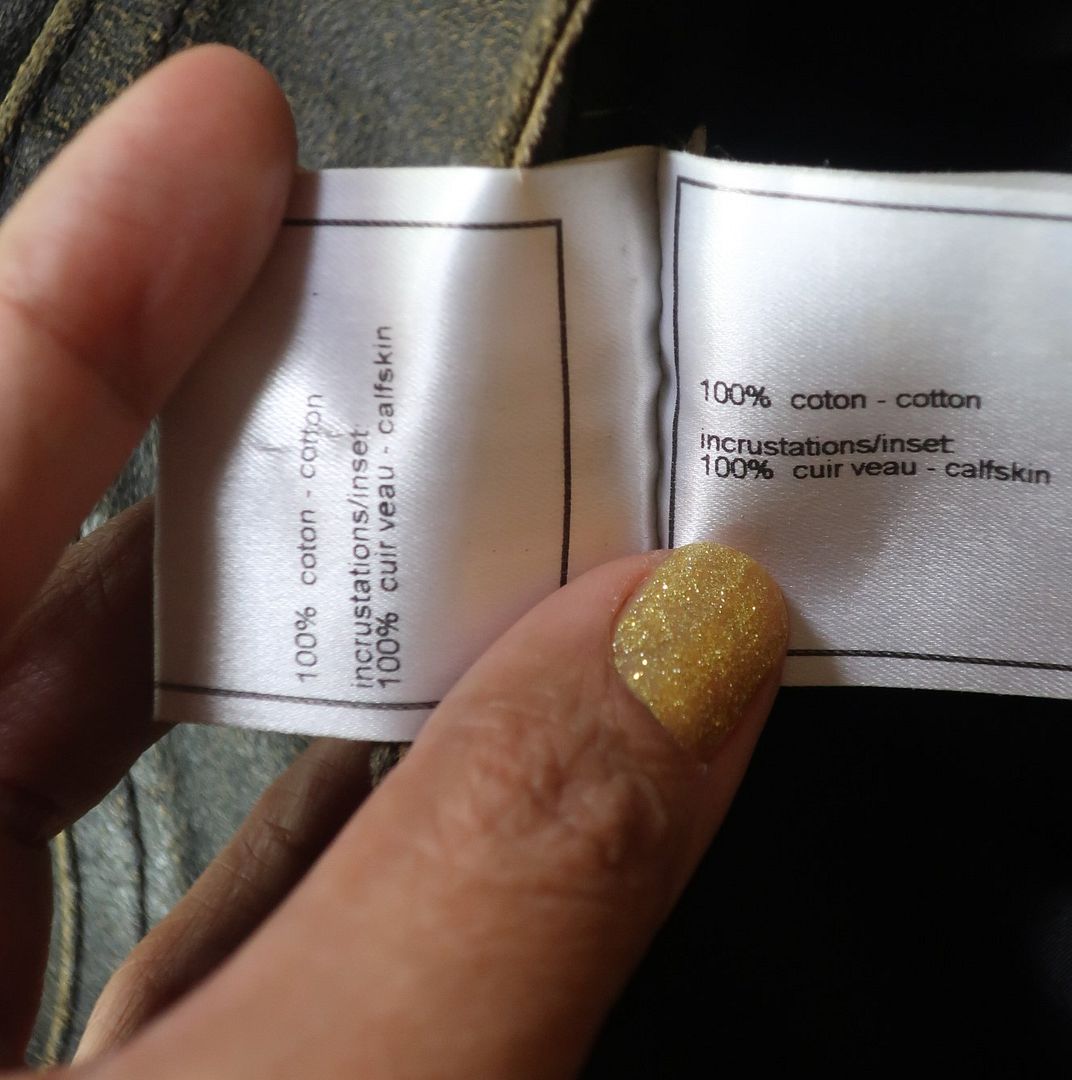 100% coton - cotton
incrustations/inset
100% cuir veau - calfskin
100% coton - cotton
incrustations/inset
100% cuir veau - calfskin